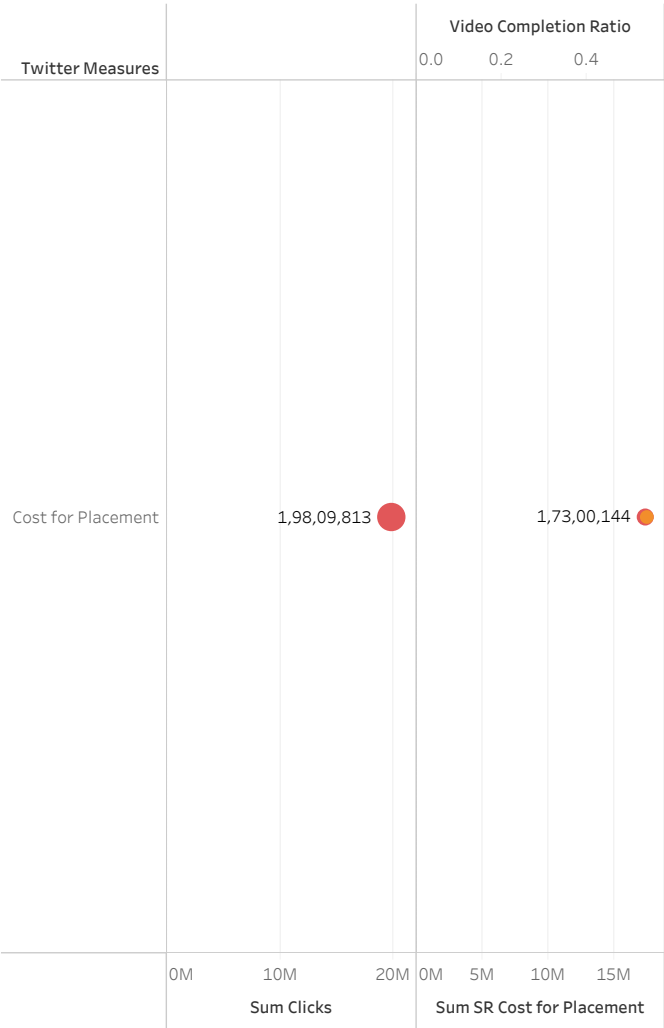 Video Completion Ratio
0.0 0.2 0.4
Twitter Measures
Cost for Placement 1,98,09,813 1,73,00,144
0M 10M 20M 0M 5M 10M 15M
Sum Clicks Sum SR Cost for Placement